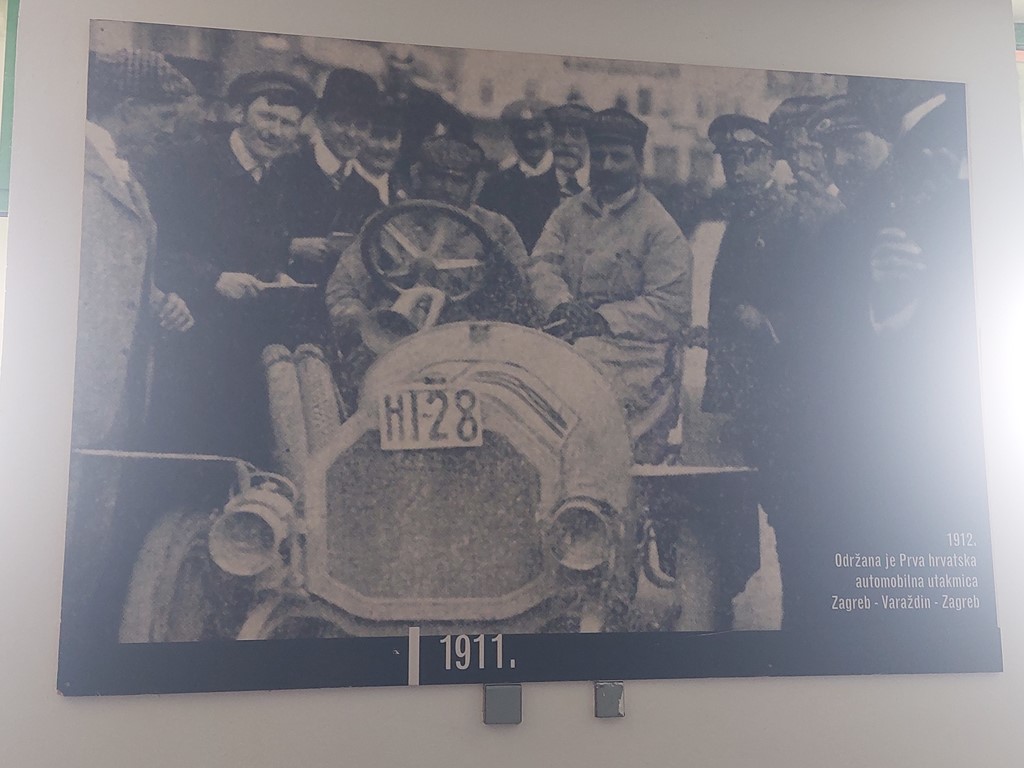 HI-28
1912.
Održana je Prva hrvatska
automobilna utakmica
Zagreb - Varaždin - Zagreb
1911.